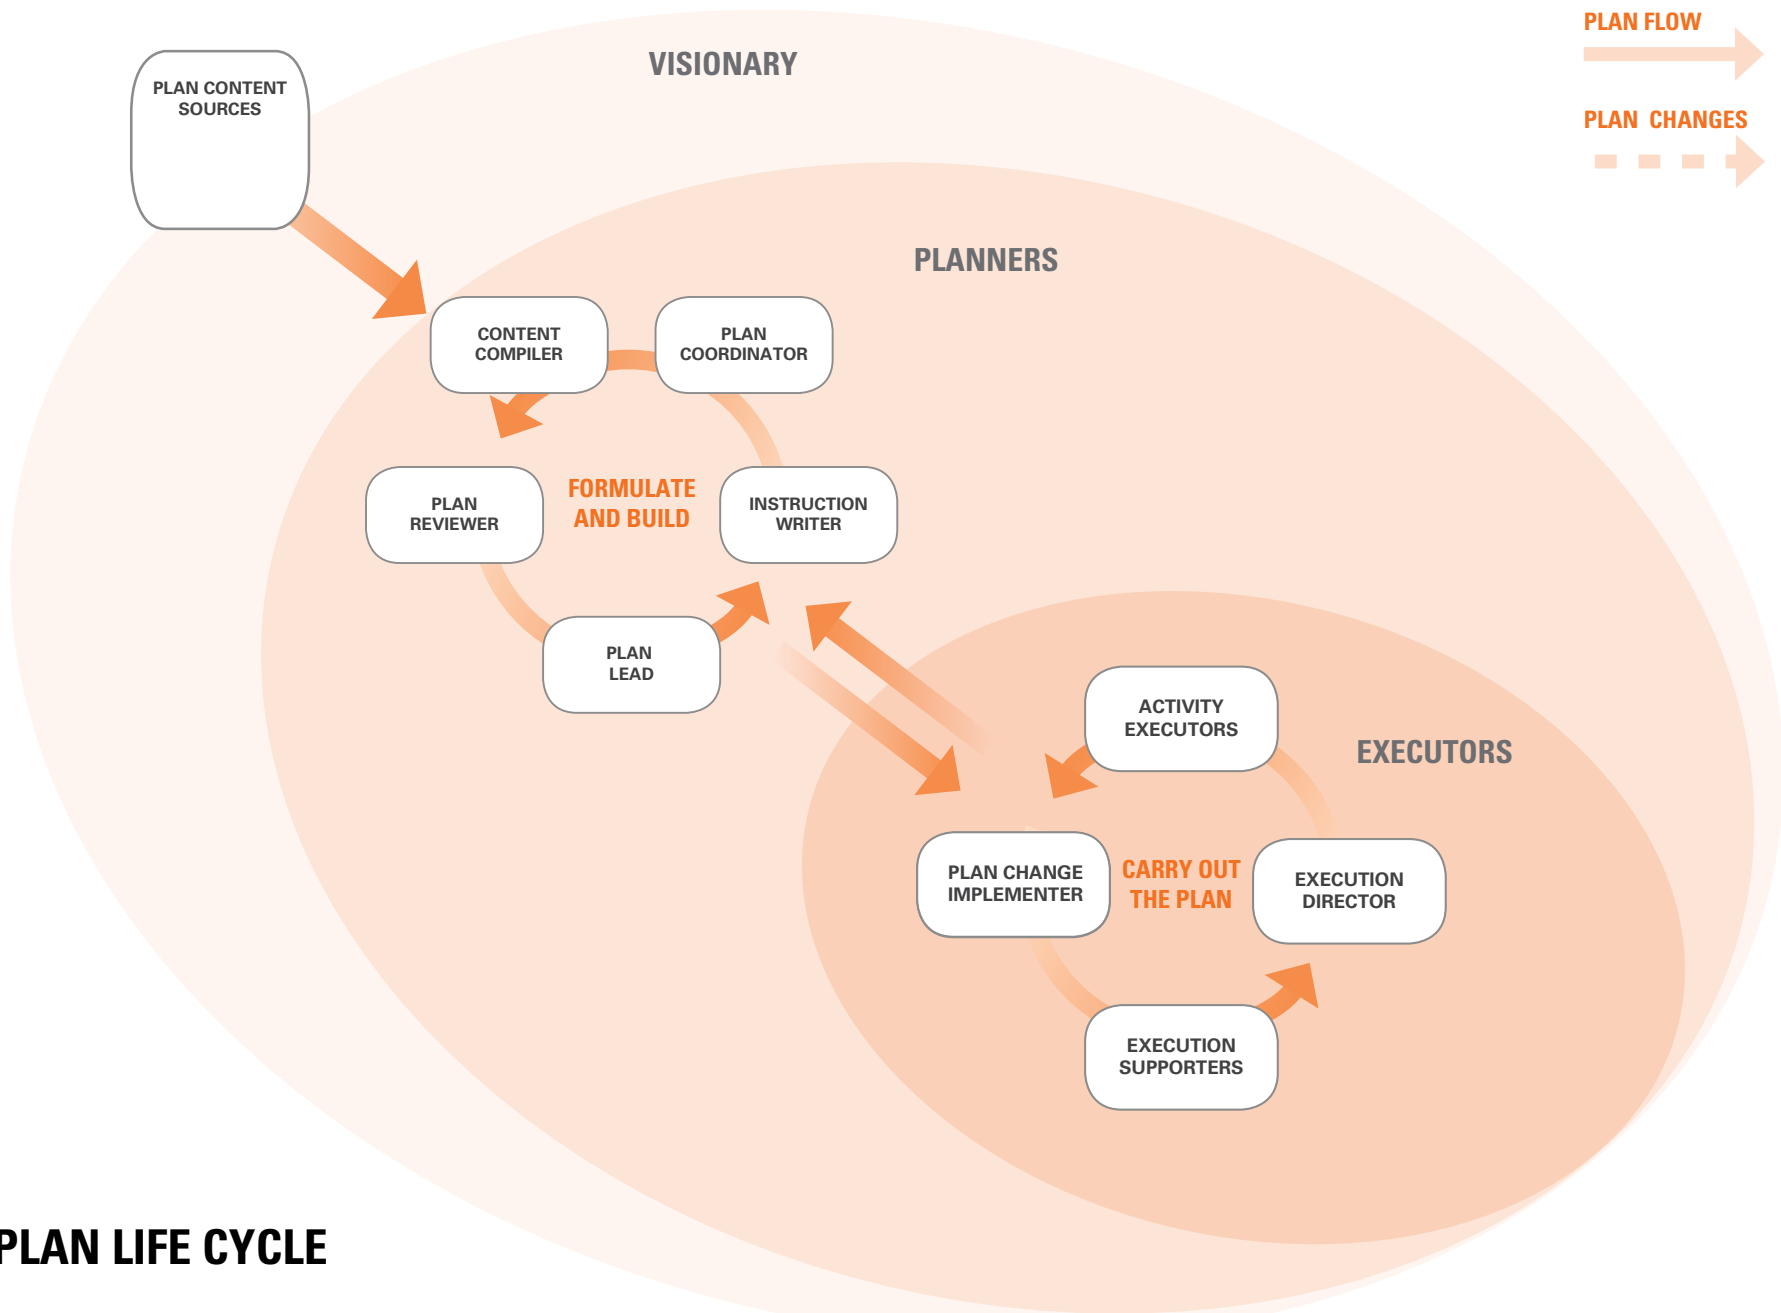 PLAN FLOW
PLAN CHANGES
VISIONARY
PLAN CONTENT
SOURCES
PLANNERS
CONTENT
COMPILER
PLAN
COORDINATOR
PLAN
REVIEWER
FORMULATE
AND BUILD
INSTRUCTION
WRITER
PLAN
LEAD
ACTIVITY
EXECUTORS
EXECUTORS
PLAN CHANGE
IMPLEMENTER
CARRY OUT
THE PLAN
EXECUTION
DIRECTOR
EXECUTION
SUPPORTERS
PLAN LIFE CYCLE